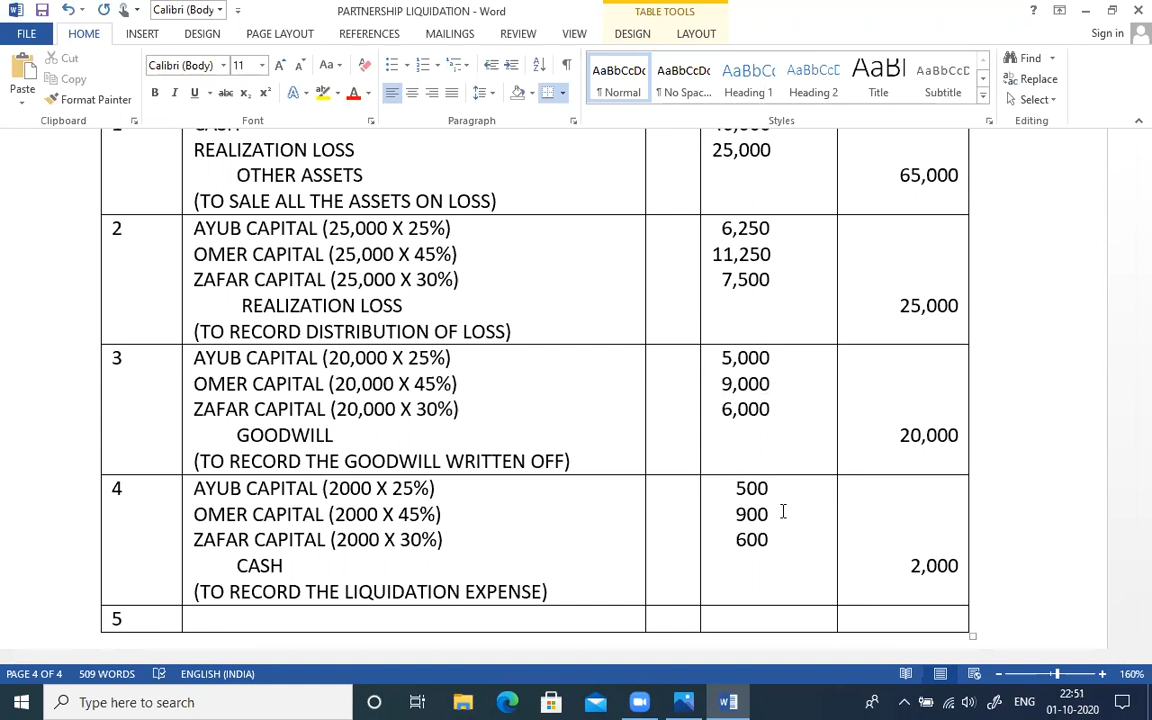 Calibri (Body
PARTNERSHIP LIQUIDATION - Word
TABLE TOOLS
?
FILE
HOME
INSERT
DESIGN
PAGE LAYOUT
REFERENCES
MAILINGS
REVIEW
VIEW
DESIGN
LAYOUT
Sign in
Paste
Cut
Copy
Format Painter
Clipboard
Calibri (Body)
11
Font
Paragraph
AaBbCcDc
¶ Normal
AaBbCcDc
¶ No Spac...
AaBbCc
Heading 1
AaBbCcC
Heading 2
AaBbl
Title
AaBbCcD
Subtitle
Styles
Find
Replace
Select
Editing
REALIZATION LOSS 25,000
OTHER ASSETS 65,000
(TO SALE ALL THE ASSETS ON LOSS)
2 AYUB CAPITAL (25,000 X 25%) 6,250
OMER CAPITAL (25,000 X 45%) 11,250
ZAFAR CAPITAL (25,000 X 30%) 7,500
REALIZATION LOSS 25,000
(TO RECORD DISTRIBUTION OF LOSS)
3 AYUB CAPITAL (20,000 X 25%) 5,000
OMER CAPITAL (20,000 X 45%) 9,000
ZAFAR CAPITAL (20,000 X 30%) 6,000
GOODWILL 20,000
(TO RECORD THE GOODWILL WRITTEN OFF)
4 AYUB CAPITAL (2000 X 25%) 500
OMER CAPITAL (2000 X 45%) 900
ZAFAR CAPITAL (2000 X 30%) 600
CASH 2,000
(TO RECORD THE LIQUIDATION EXPENSE)
5
PAGE 4 OF 4
509 WORDS
ENGLISH (INDIA)
160%
Type here to search
ENG
22:51
01-10-2020